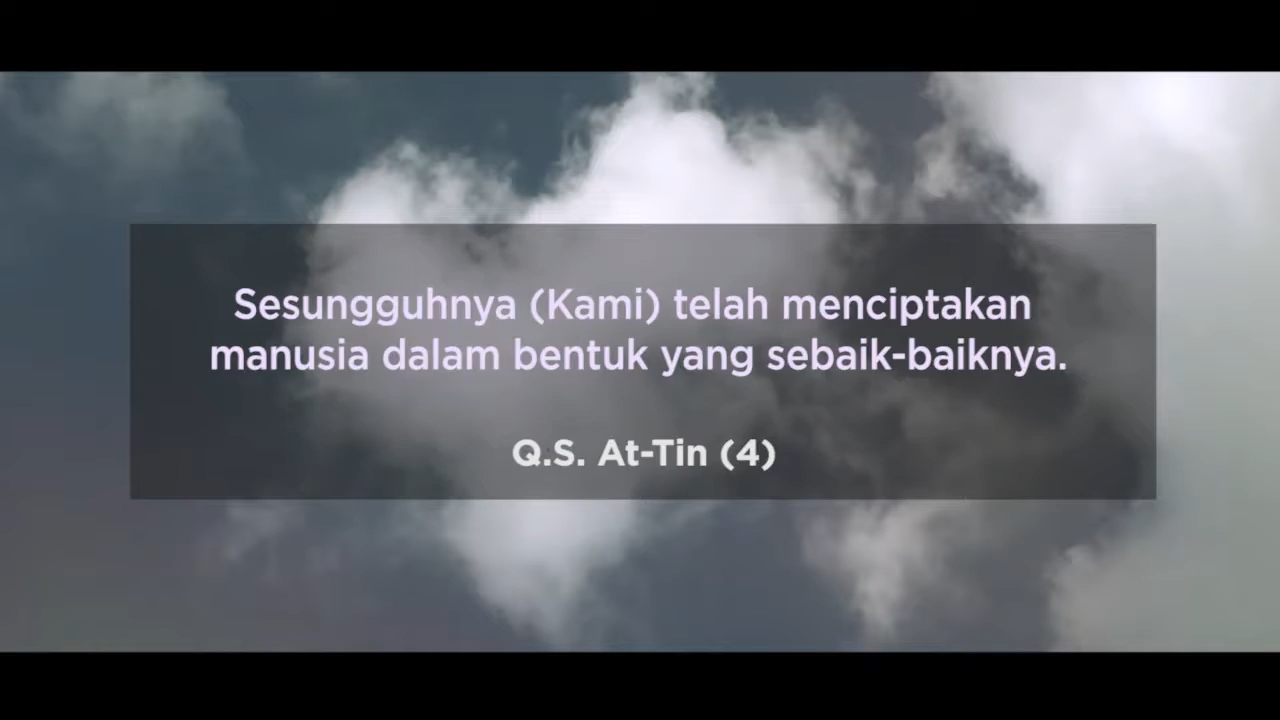 Sesungguhnya (Kami) telah menciptakan
manusia dalam bentuk yang sebaik-baiknya.
Q.S. At-Tin (4)